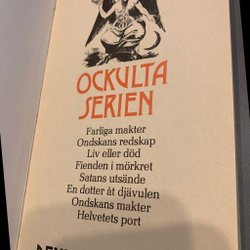 OCKULTA
SERIEN
Farliga makter
Ondskans redskap
Liv eller död
Fienden i mörkret
Satans utsände
En dotter åt djävulen
Ondskans makter
Helvetets port